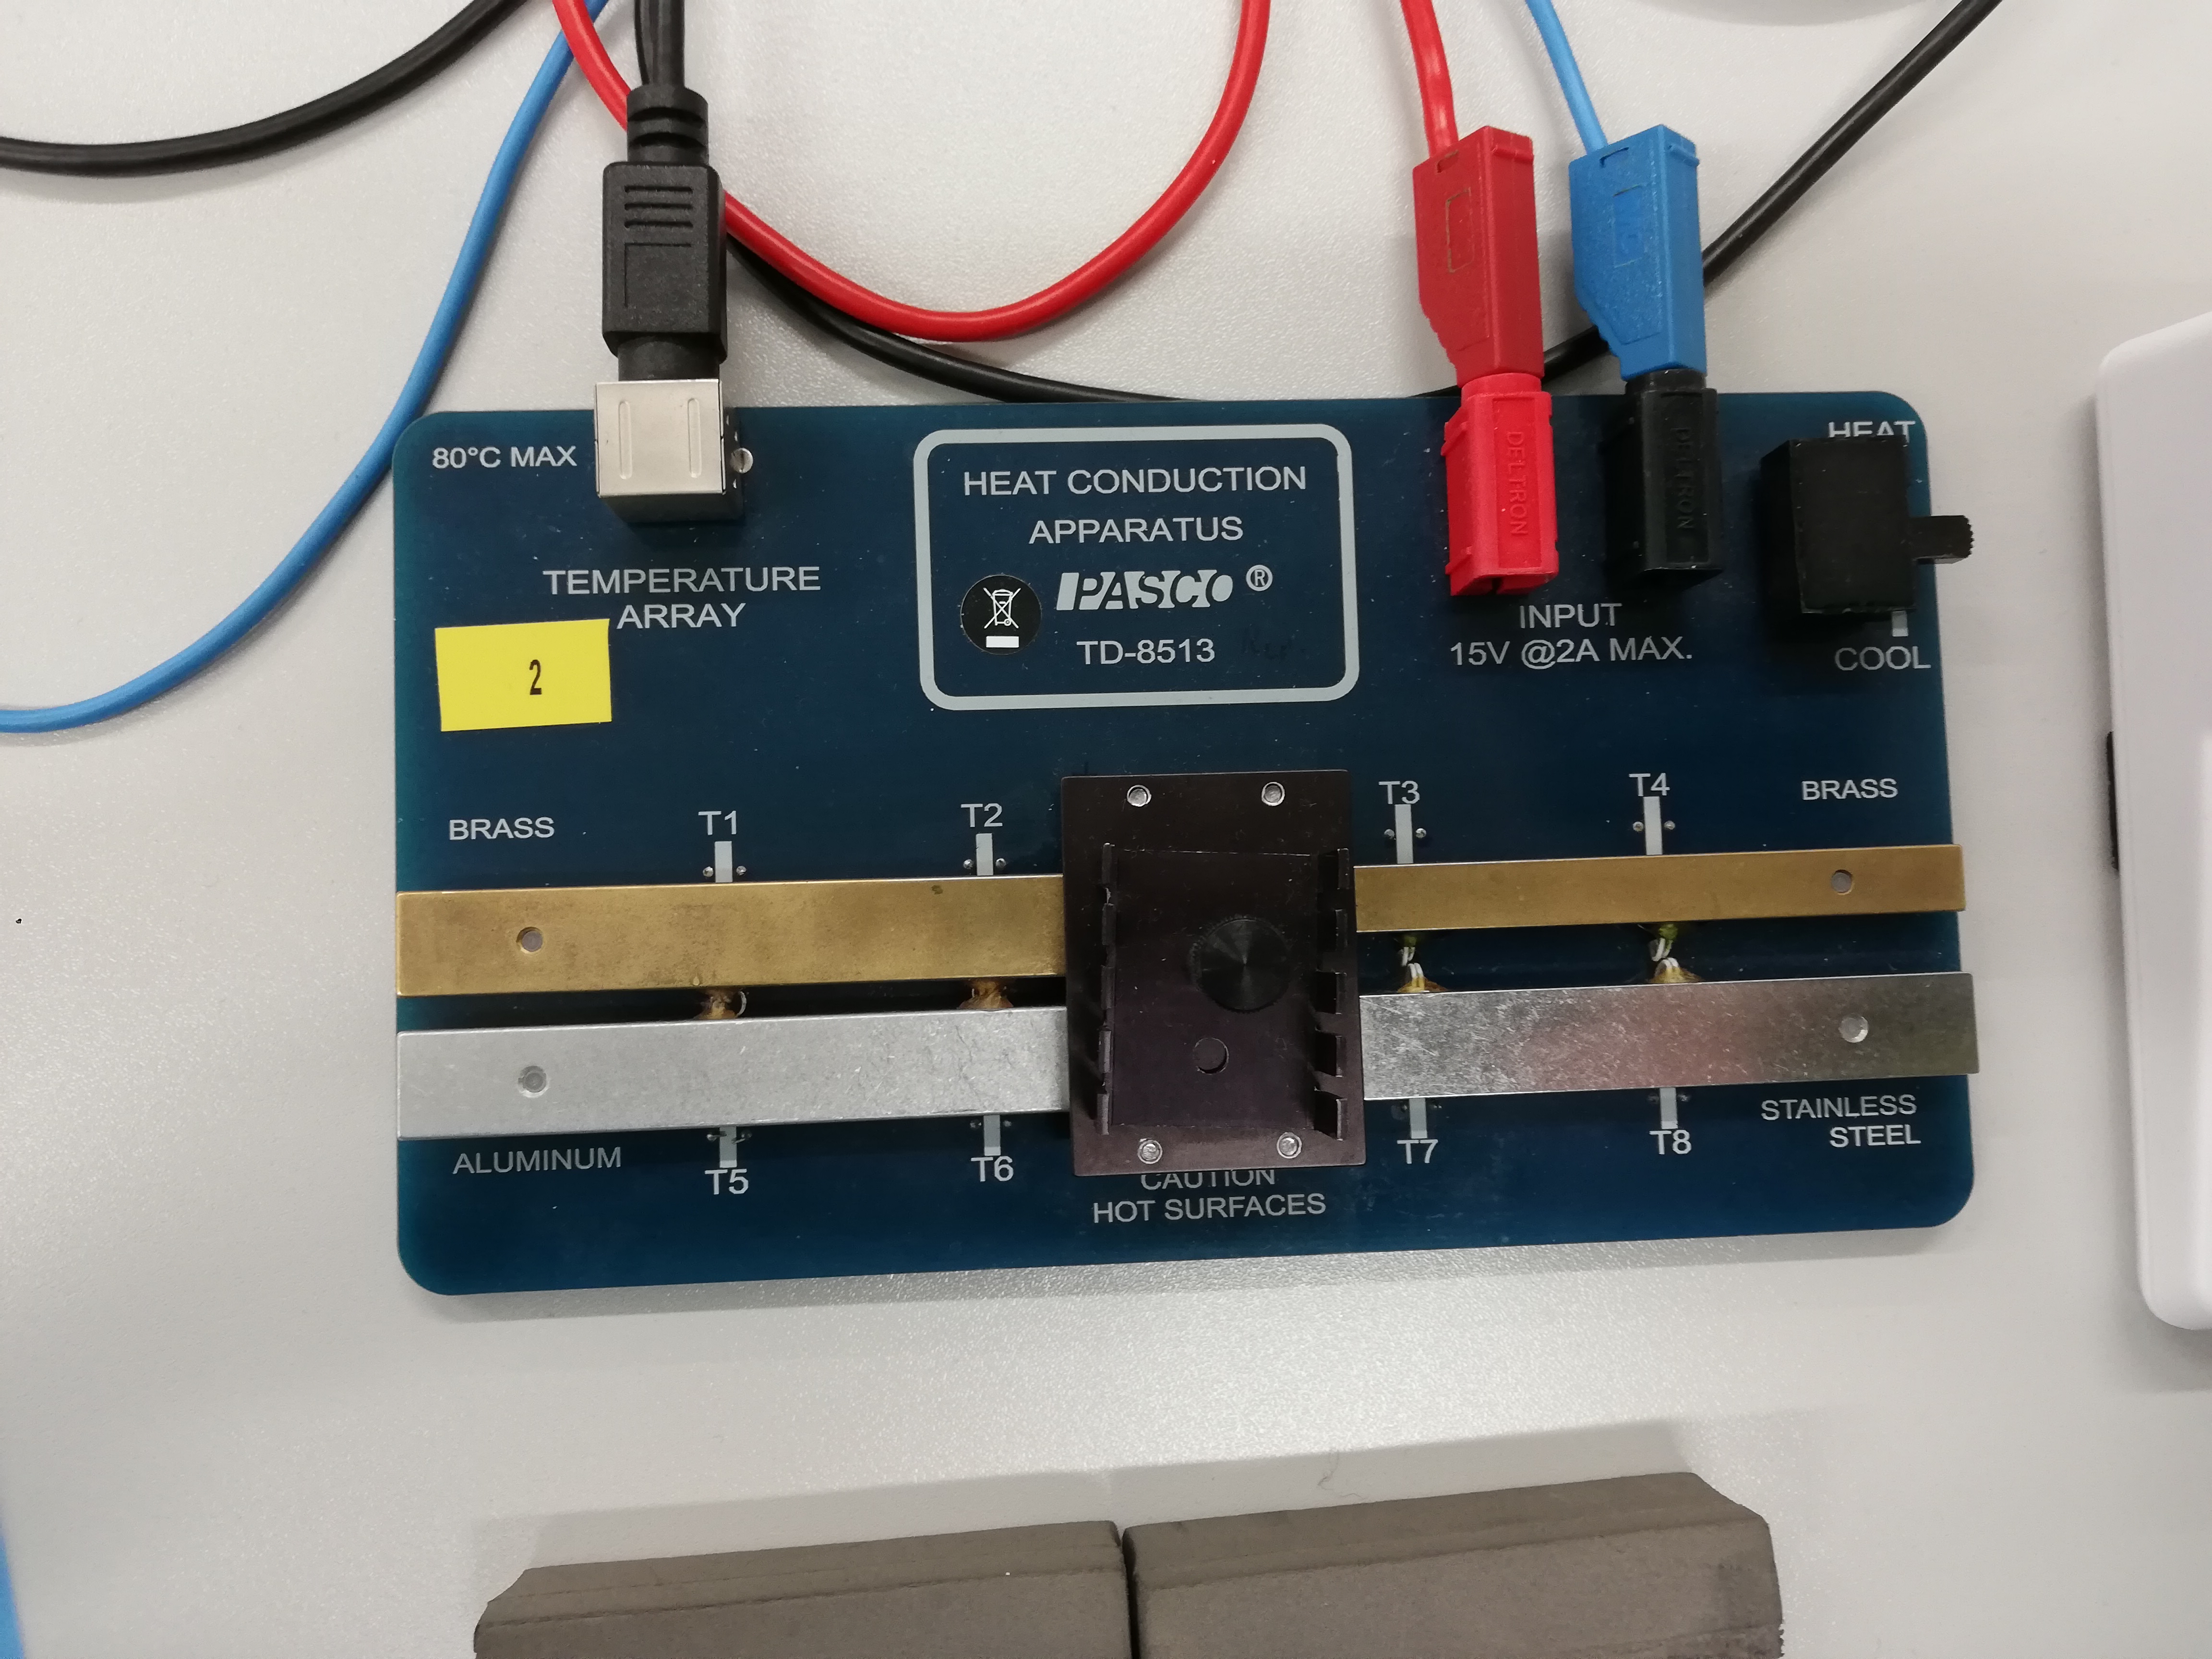 80°C MAX
TEMPERATURE
ARRAY
2
HEAT CONDUCTION
APPARATUS
PASCO®
TD-8513
DELTRON
DELTRON
INPUT
15V @2A MAX.
HEAT
COOL
BRASS
T1
T2
T3
T4
BRASS
ALUMINUM
T5
T6
CAUTION
HOT SURFACES
T7
T8
STAINLESS
STEEL